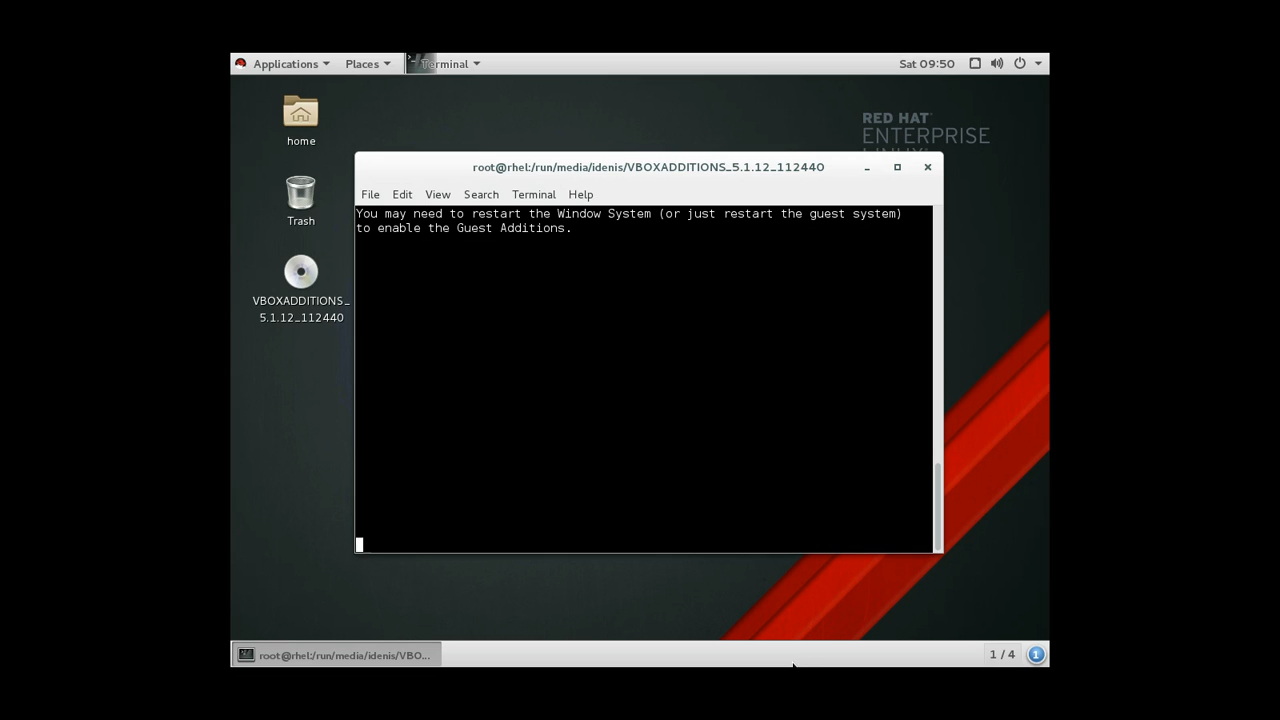 Applications Places Terminal Sat 09:50
home
Trash
VBOXADDITIONS_
5.1.12_112440
RED HAT
ENTERPRISE
LINUX
root@rhel:/run/media/idenis/VBOXADDITIONS_5.1.12_112440
File Edit View Search Terminal Help
You may need to restart the Window System (or just restart the guest system)
to enable the Guest Additions.
root@rhel:/run/media/idenis/VBO... 1 / 4 1